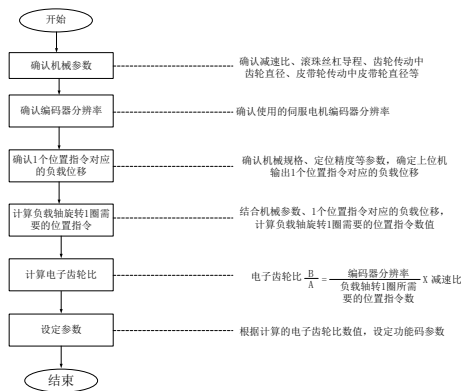 开始
确认机械参数
确认减速比、滚珠丝杠导程、齿轮传动中
齿轮直径、皮带轮传动中皮带轮直径等
确认编码器分辨率
确认使用的伺服电机编码器分辨率
确认1个位置指令对应
的负载位移
确认机械规格、定位精度等参数，确定上位机
输出1个位置指令对应的负载位移
计算负载轴旋转1圈需
要的位置指令
结合机械参数、1个位置指令对应的负载位移，
计算负载轴旋转1圈需要的位置指令数值
计算电子齿轮比
电子齿轮比 B/A = 编码器分辨率 / 负载轴转1圈所需要的位置指令数 X 减速比
设定参数
根据计算的电子齿轮比数值，设定功能码参数
结束